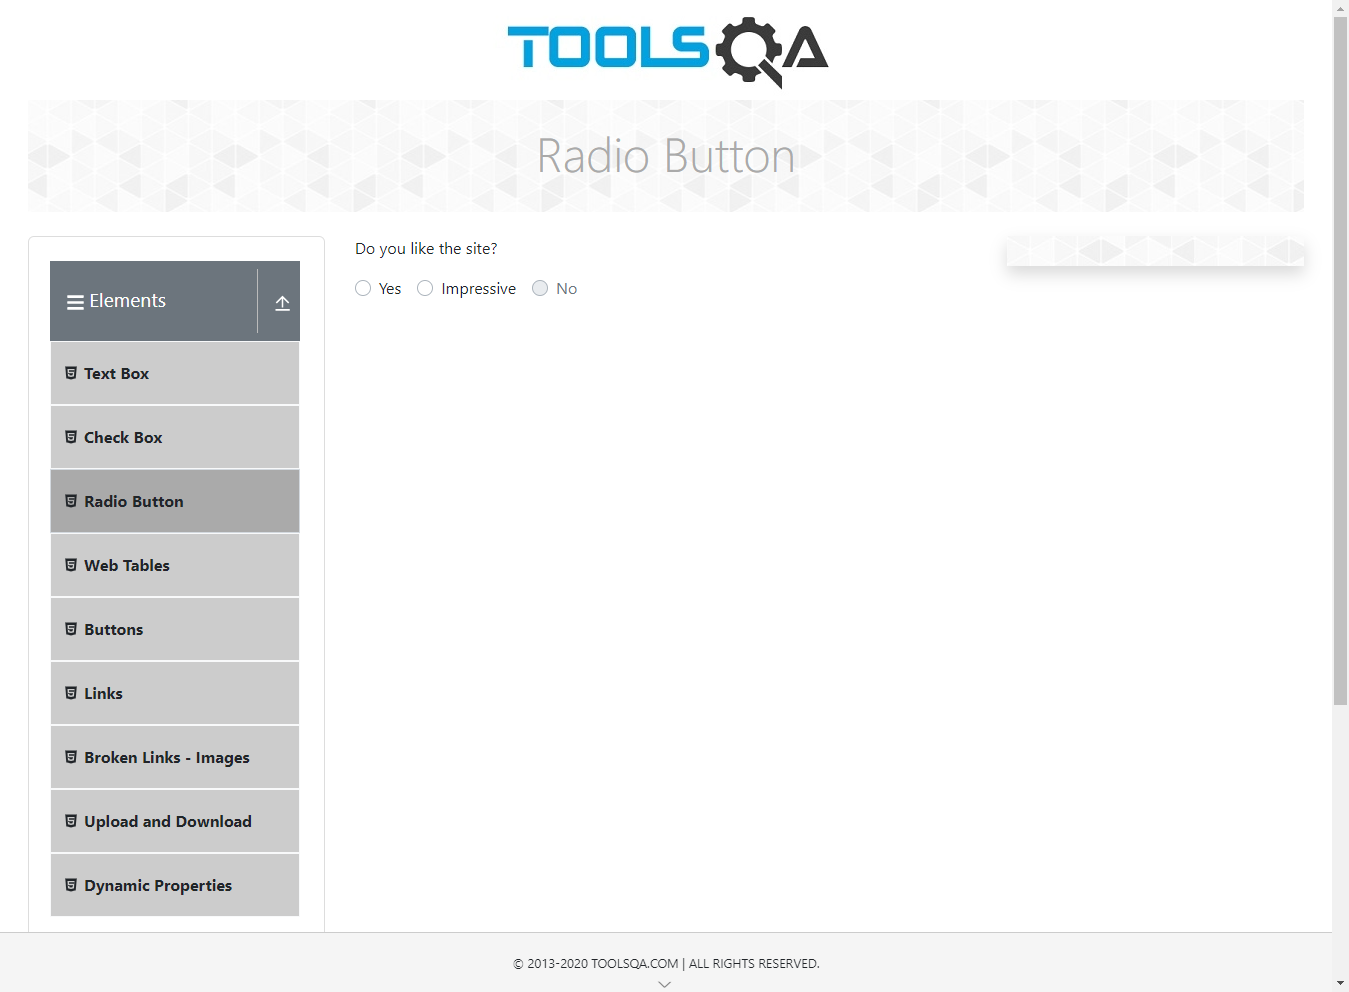 TOOLSQA
Radio Button
Elements
Text Box
Check Box
Radio Button
Web Tables
Buttons
Links
Broken Links - Images
Upload and Download
Dynamic Properties
Do you like the site?
Yes Impressive No
© 2013-2020 TOOLSQA.COM | ALL RIGHTS RESERVED.